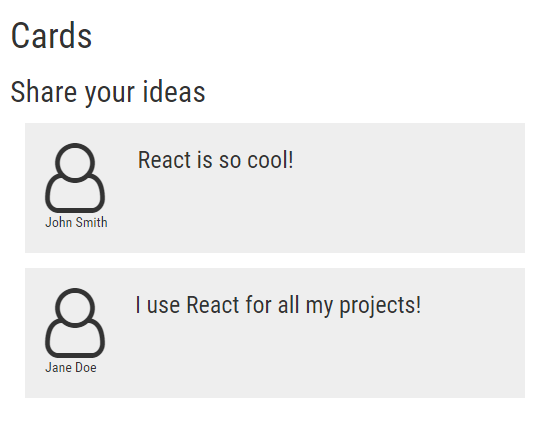 Cards
Share your ideas
React is so cool!
John Smith
I use React for all my projects!
Jane Doe